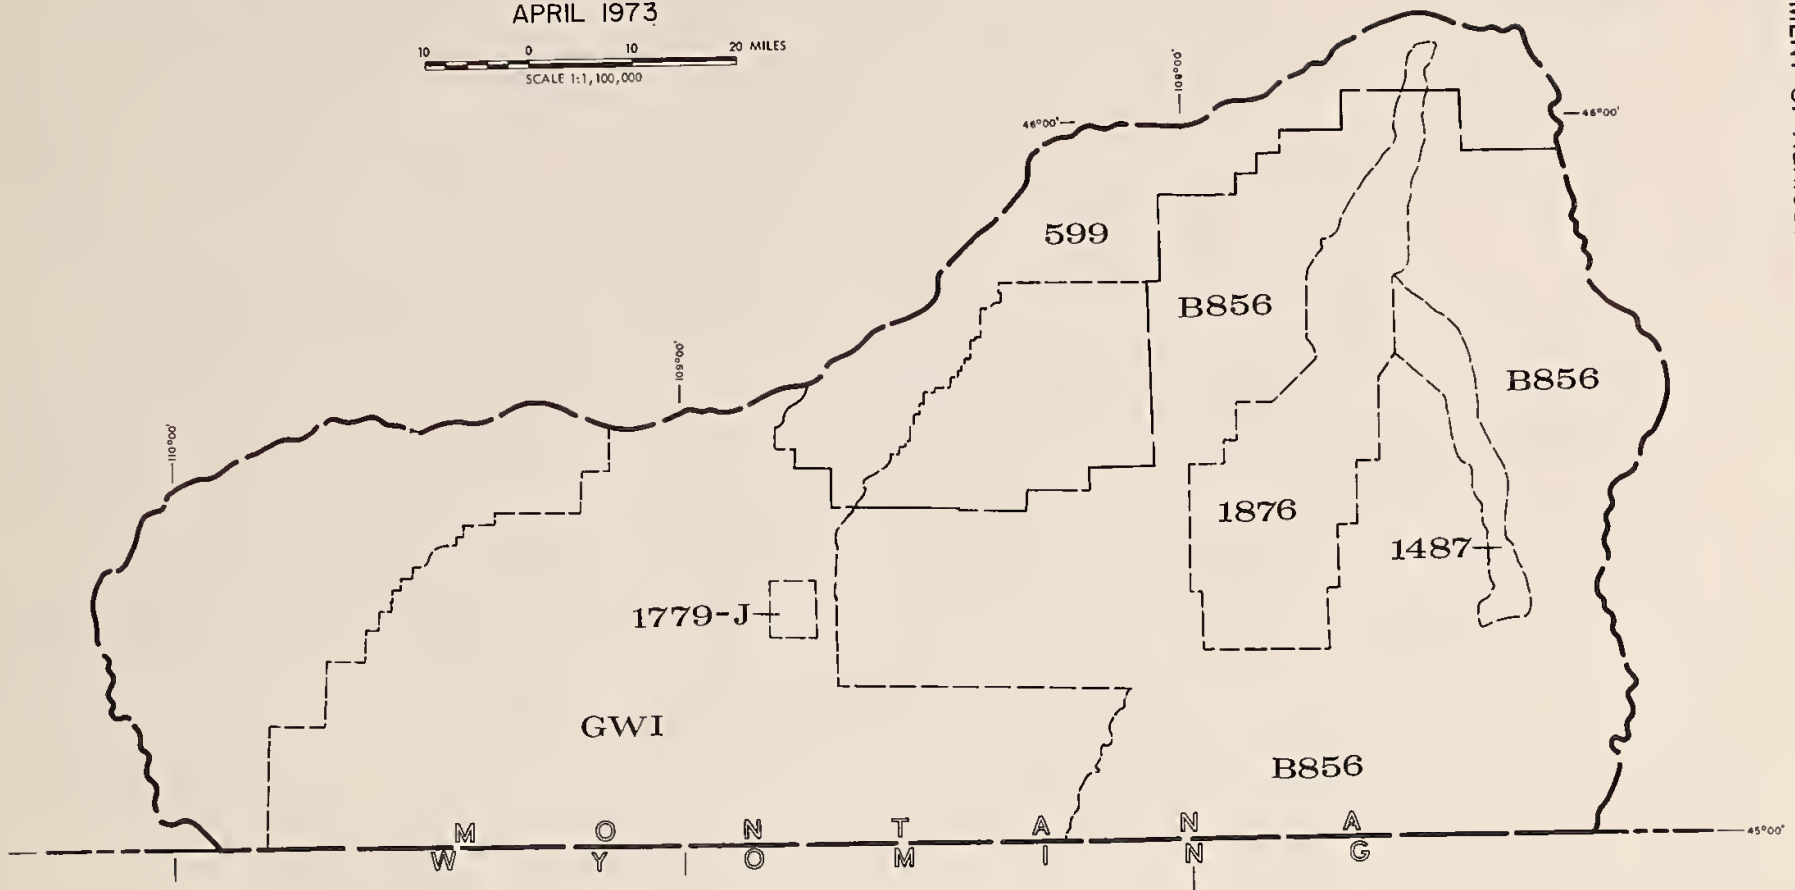 APRIL 1973
10 0 10 20 MILES
SCALE 1:1,100,000
108°00'
46°00'
46°00'
599
B856
109°00'
B856
110°00'
1876
1487
1779-J
GWI
B856
M O N T A N A
W Y O M I N G
45°00'